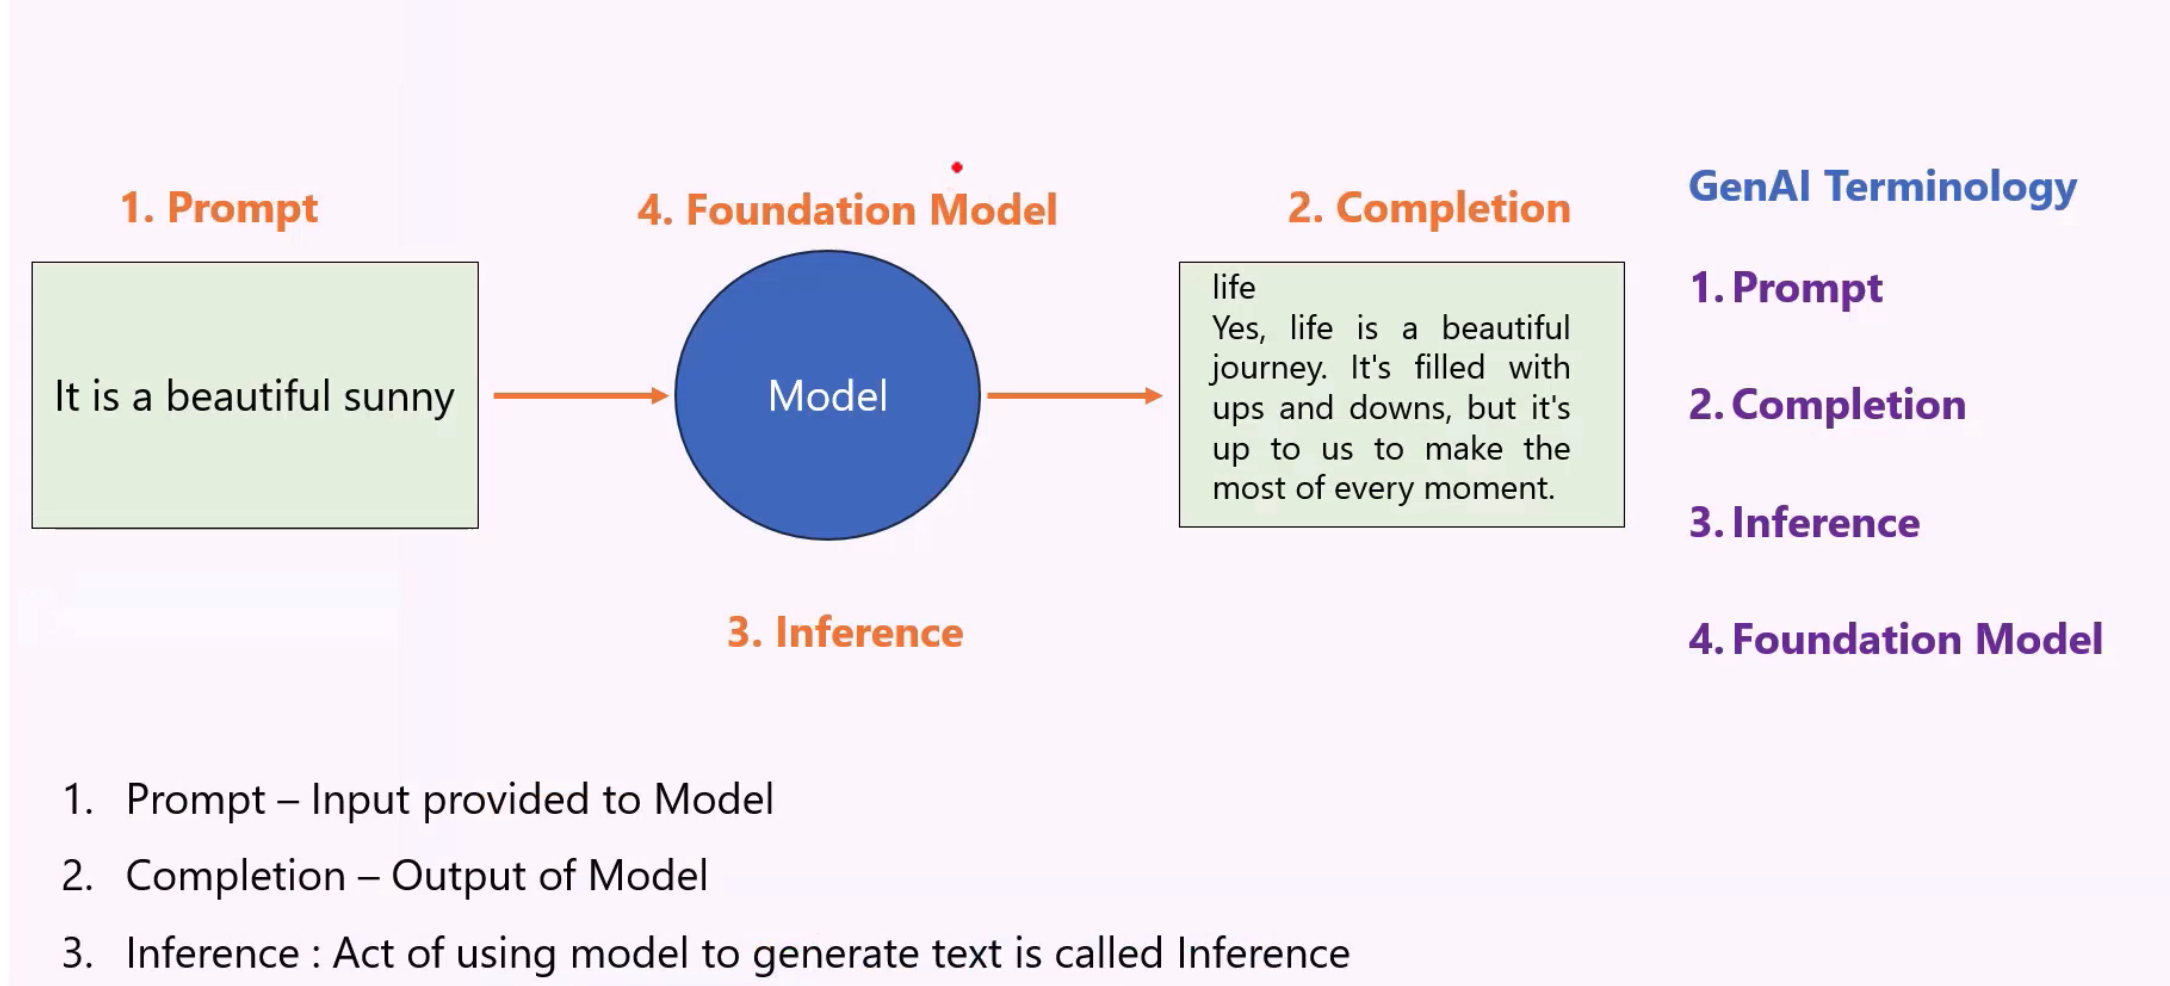 1. Prompt
4. Foundation Model
2. Completion
GenAI Terminology
It is a beautiful sunny
Model
life
Yes, life is a beautiful
journey. It's filled with
ups and downs, but it's
up to us to make the
most of every moment.
1. Prompt
2. Completion
3. Inference
4. Foundation Model
3. Inference
1. Prompt – Input provided to Model
2. Completion – Output of Model
3. Inference : Act of using model to generate text is called Inference